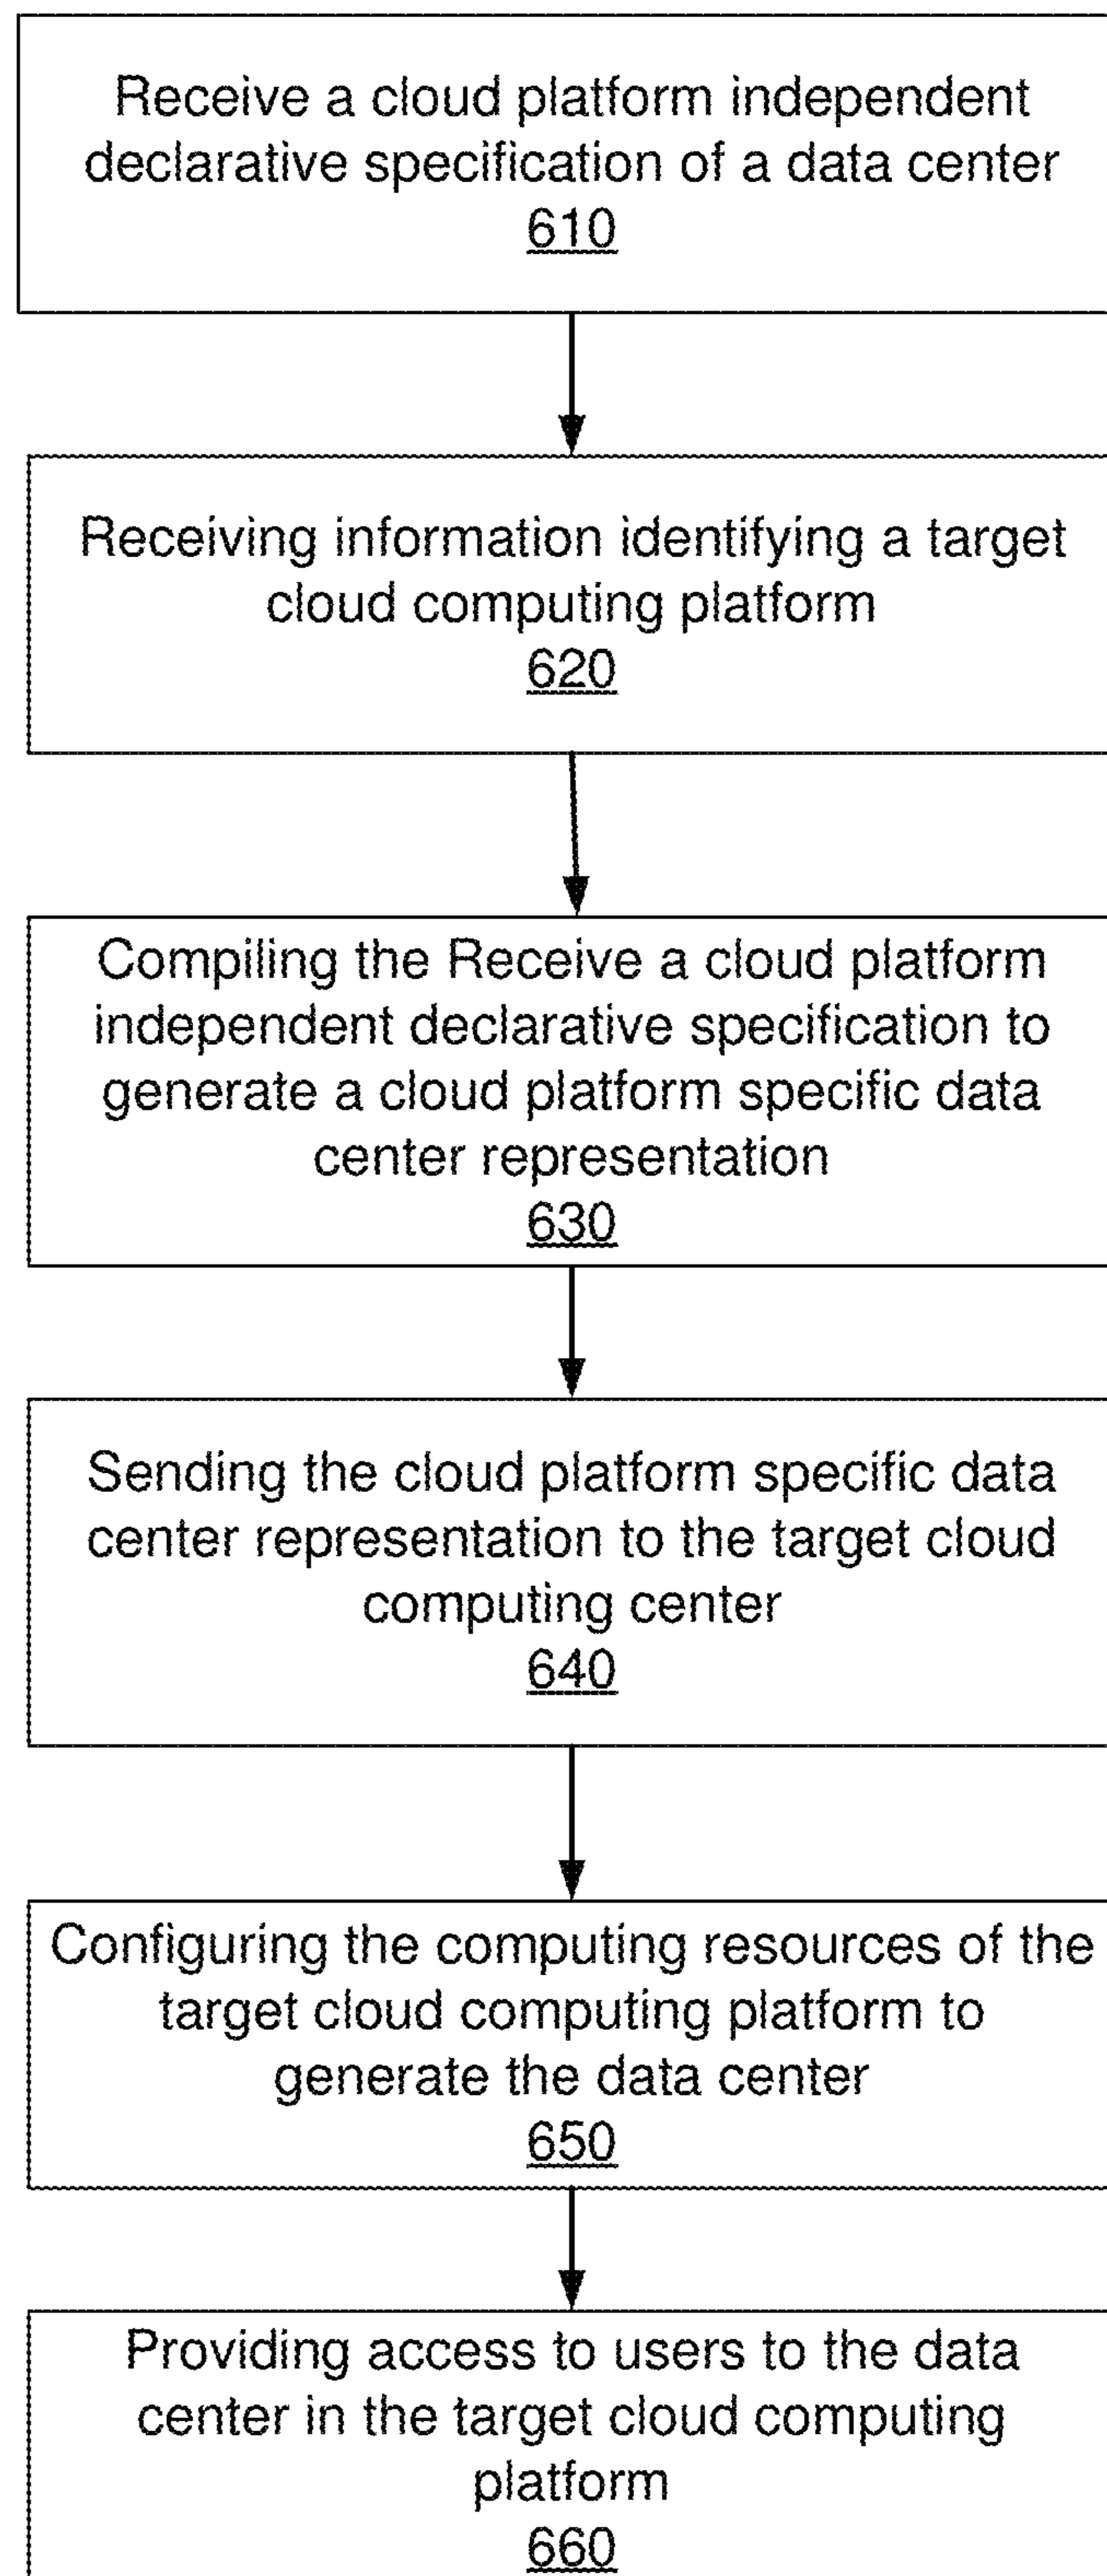 Receive a cloud platform independent
declarative specification of a data center
610
Receiving information identifying a target
cloud computing platform
620
Compiling the Receive a cloud platform
independent declarative specification to
generate a cloud platform specific data
center representation
630
Sending the cloud platform specific data
center representation to the target cloud
computing center
640
Configuring the computing resources of the
target cloud computing platform to
generate the data center
650
Providing access to users to the data
center in the target cloud computing
platform
660